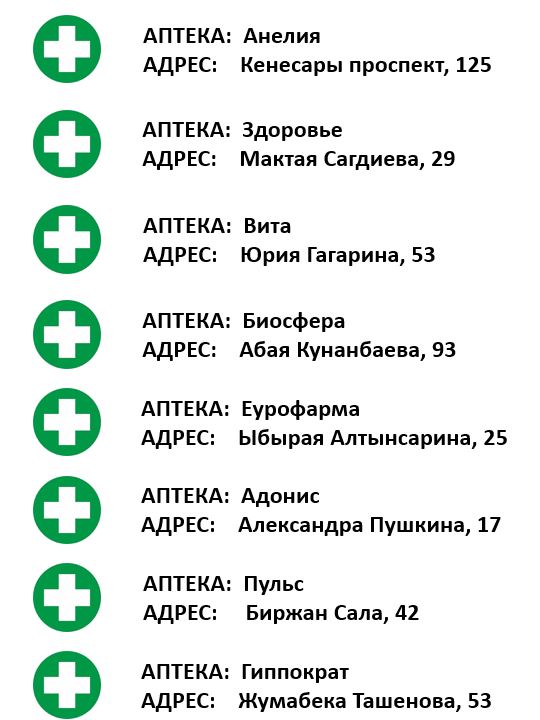 АПТЕКА: Анелия
АДРЕС: Кенесары проспект, 125
АПТЕКА: Здоровье
АДРЕС: Мактая Сагдиева, 29
АПТЕКА: Вита
АДРЕС: Юрия Гагарина, 53
АПТЕКА: Биосфера
АДРЕС: Абая Кунанбаева, 93
АПТЕКА: Еурофарма
АДРЕС: Ыбырая Алтынсарина, 25
АПТЕКА: Адонис
АДРЕС: Александра Пушкина, 17
АПТЕКА: Пульс
АДРЕС: Биржан Сала, 42
АПТЕКА: Гиппократ
АДРЕС: Жумабека Ташенова, 53